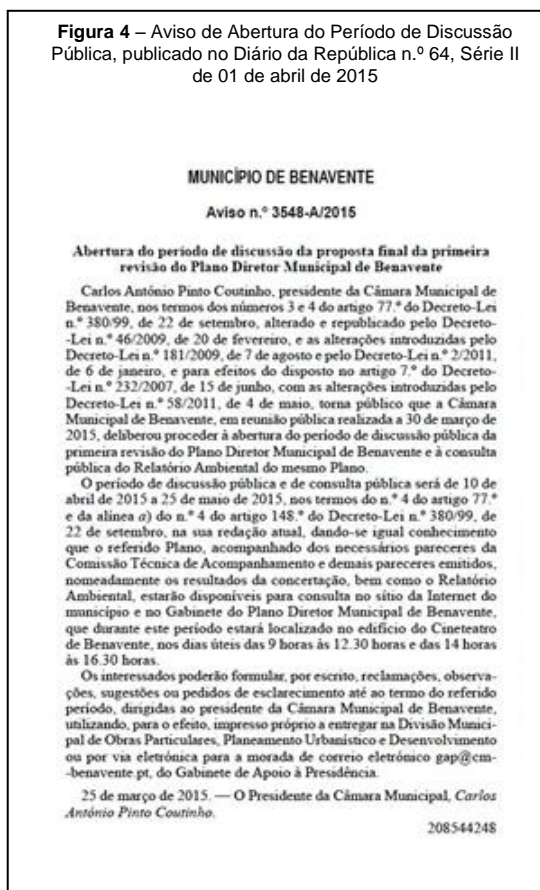 Figura 4 – Aviso de Abertura do Período de Discussão
Pública, publicado no Diário da República n.º 64, Série II
de 01 de abril de 2015
MUNICÍPIO DE BENAVENTE
Aviso n.º 3548-A/2015
Abertura do período de discussão da proposta final da primeira
revisão do Plano Diretor Municipal de Benavente
Carlos António Pinto Coutinho, presidente da Câmara Municipal de
Benavente, nos termos dos números 3 e 4 do artigo 77.º do Decreto-Lei
n.º 380/99, de 22 de setembro, alterado e republicado pelo Decreto-
-Lei n.º 46/2009, de 20 de fevereiro, e as alterações introduzidas pelo
Decreto-Lei n.º 181/2009, de 7 de agosto e pelo Decreto-Lei n.º 2/2011,
de 6 de janeiro, e para efeitos do disposto no artigo 7.º do Decreto-
-Lei n.º 232/2007, de 15 de junho, com as alterações introduzidas pelo
Decreto-Lei n.º 58/2011, de 4 de maio, torna público que a Câmara
Municipal de Benavente, em reunião pública realizada a 30 de março de
2015, deliberou proceder à abertura do período de discussão pública da
primeira revisão do Plano Diretor Municipal de Benavente e à consulta
pública do Relatório Ambiental do mesmo Plano.
O período de discussão pública e de consulta pública será de 10 de
abril de 2015 a 25 de maio de 2015, nos termos do n.º 4 do artigo 77.º
e da alínea a) do n.º 4 do artigo 148.º do Decreto-Lei n.º 380/99, de
22 de setembro, na sua redação atual, dando-se igual conhecimento
que o referido Plano, acompanhado dos necessários pareceres da
Comissão Técnica de Acompanhamento e demais pareceres emitidos,
nomeadamente os resultados da concertação, bem como o Relatório
Ambiental, estarão disponíveis para consulta no sítio da Internet do
município e no Gabinete do Plano Diretor Municipal de Benavente,
que durante este período estará localizado no edifício do Cineteatro
de Benavente, nos dias úteis das 9 horas às 12.30 horas e das 14 horas
às 16.30 horas.
Os interessados poderão formular, por escrito, reclamações, observa-
ções, sugestões ou pedidos de esclarecimento até ao termo do referido
período, dirigidas ao presidente da Câmara Municipal de Benavente,
utilizando, para o efeito, impresso próprio a entregar na Divisão Munici-
pal de Obras Particulares, Planeamento Urbanístico e Desenvolvimento
ou por via eletrónica para a morada de correio eletrónico gap@cm-
-benavente.pt, do Gabinete de Apoio à Presidência.
25 de março de 2015. — O Presidente da Câmara Municipal, Carlos
António Pinto Coutinho.
208544248